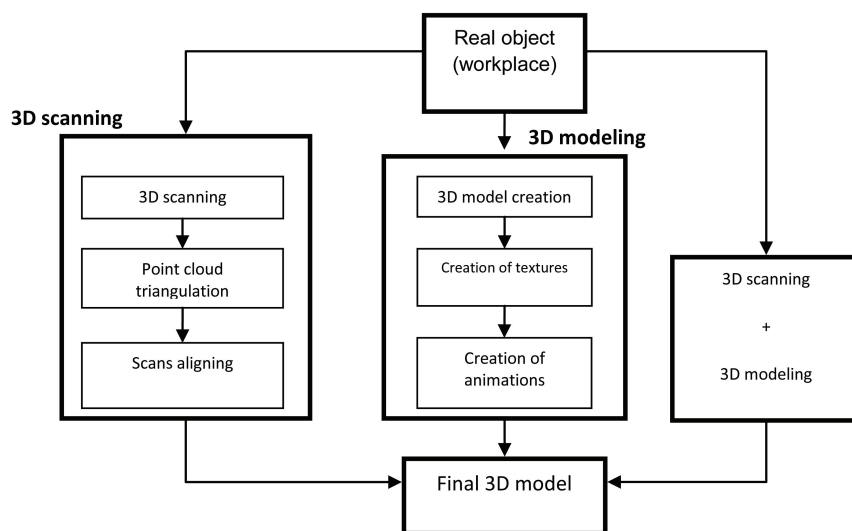 Real object
(workplace)
3D scanning
3D scanning
Point cloud
triangulation
Scans aligning
3D modeling
3D model creation
Creation of textures
Creation of
animations
3D scanning
+
3D modeling
Final 3D model